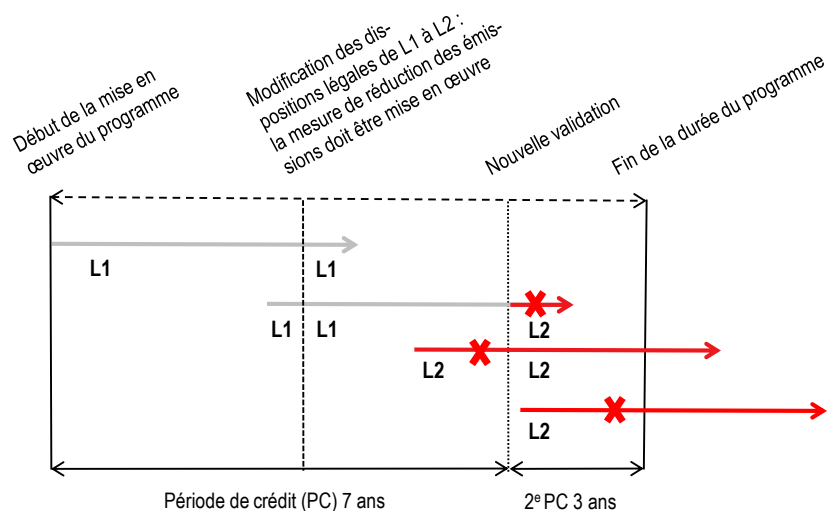 Début de la mise en
œuvre du programme
Modification des dis-
positions légales de L1 à L2 :
la mesure de réduction des émis-
sions doit être mise en œuvre
Nouvelle validation
Fin de la durée du programme
L1
L1
L1
L1
L2
L2
L2
L2
Période de crédit (PC) 7 ans
2e PC 3 ans